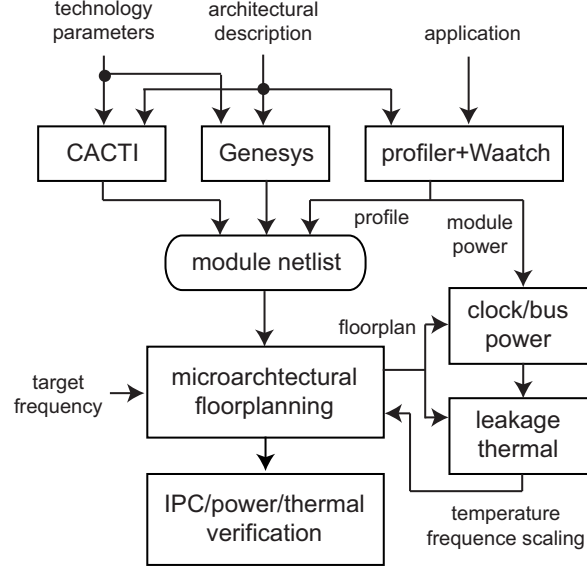 technology
parameters
architectural
description
application
CACTI
Genesys
profiler+Waatch
profile
module
power
module netlist
floorplan
clock/bus
power
target
frequency
microarchtectural
floorplanning
leakage
thermal
IPC/power/thermal
verification
temperature
frequency scaling